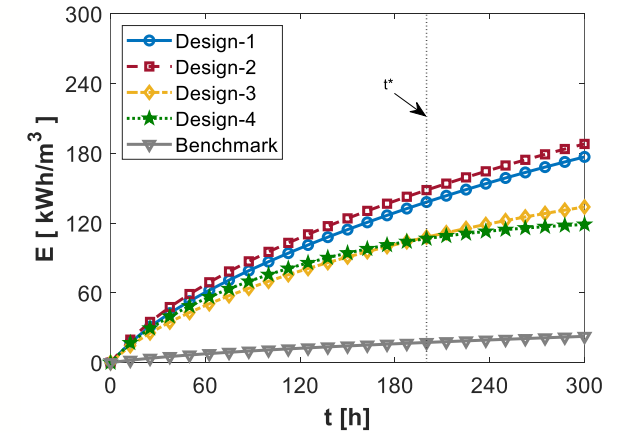 300
240
180
120
60
0
E [ kWh/m³ ]
Design-1
Design-2
Design-3
Design-4
Benchmark
t*
0 60 120 180 240 300
t [h]